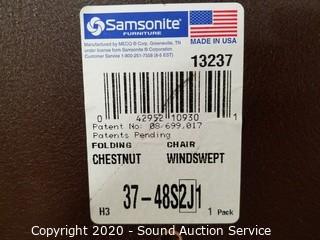 Samsonite
FURNITURE
MADE IN USA
Manufactured by MECO ® Corp. Greeneville, TN
under license from Samsonite ® Corporation.
Customer Service 1-800-251-7558 (8-5 EST)
13237
0 42952 10930 1
Patent No: 08/699,017
Patents Pending
FOLDING CHAIR
CHESTNUT WINDSWEPT
37-48S2J1
H3 1 Pack
Copyright 2020 - Sound Auction Service